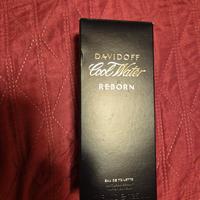 DAVIDOFF
Cool Water
REBORN
EAU DE TOILETTE